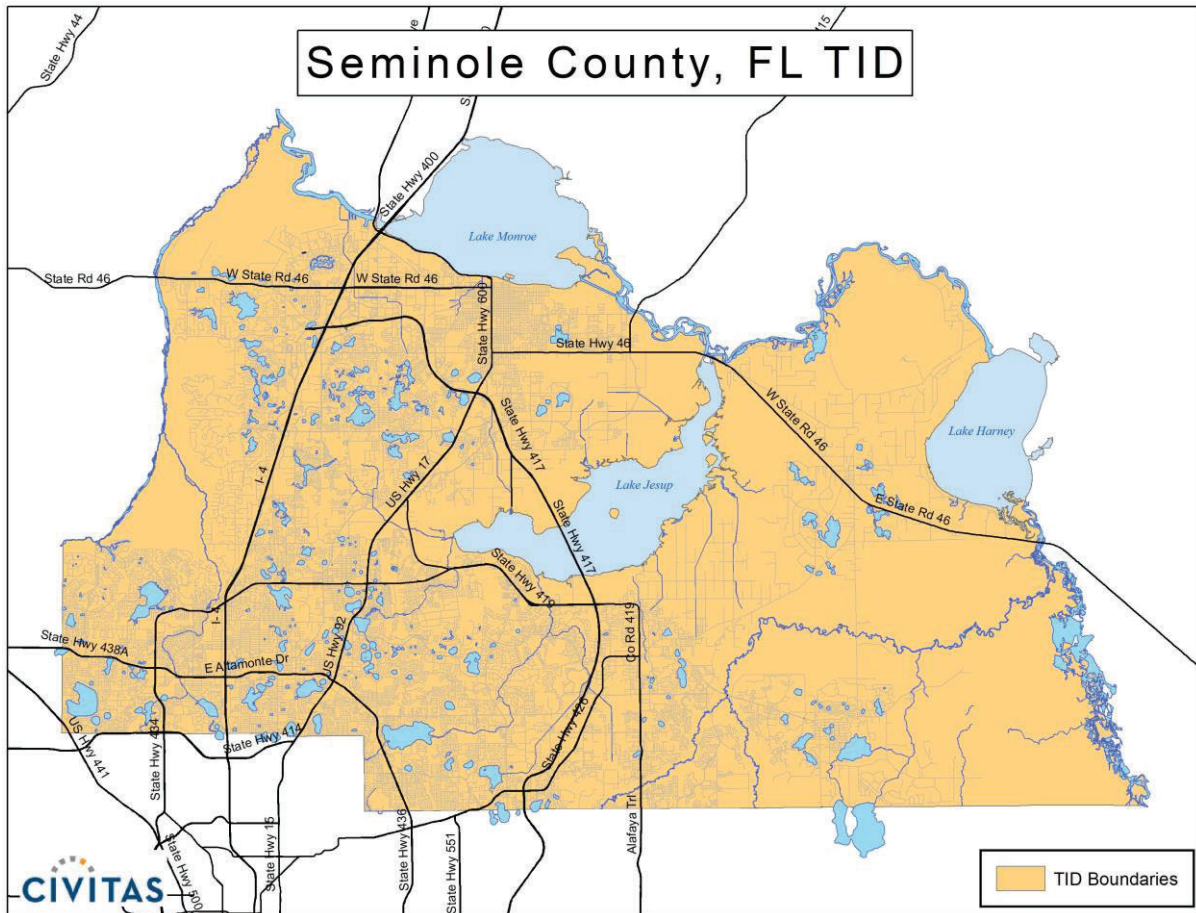 Seminole County, FL TID
State Hwy 44
415
State Hwy 400
Lake Monroe
State Rd 46
W State Rd 46
W State Rd 46
State Hwy 600
State Hwy 46
W State Rd 46
Lake Harney
State Hwy 417
I- 4
US Hwy 17
Lake Jesup
E State Rd 46
State Hwy 417
State Hwy 419
I- 4
Co Rd 419
State Hwy 438A
E Altamonte Dr
US Hwy 92
State Hwy 426
US Hwy 441
State Hwy 434
State Hwy 414
State Hwy 15
State Hwy 436
State Hwy 551
Alafaya Trl
State Hwy 500
CIVITAS
TID Boundaries